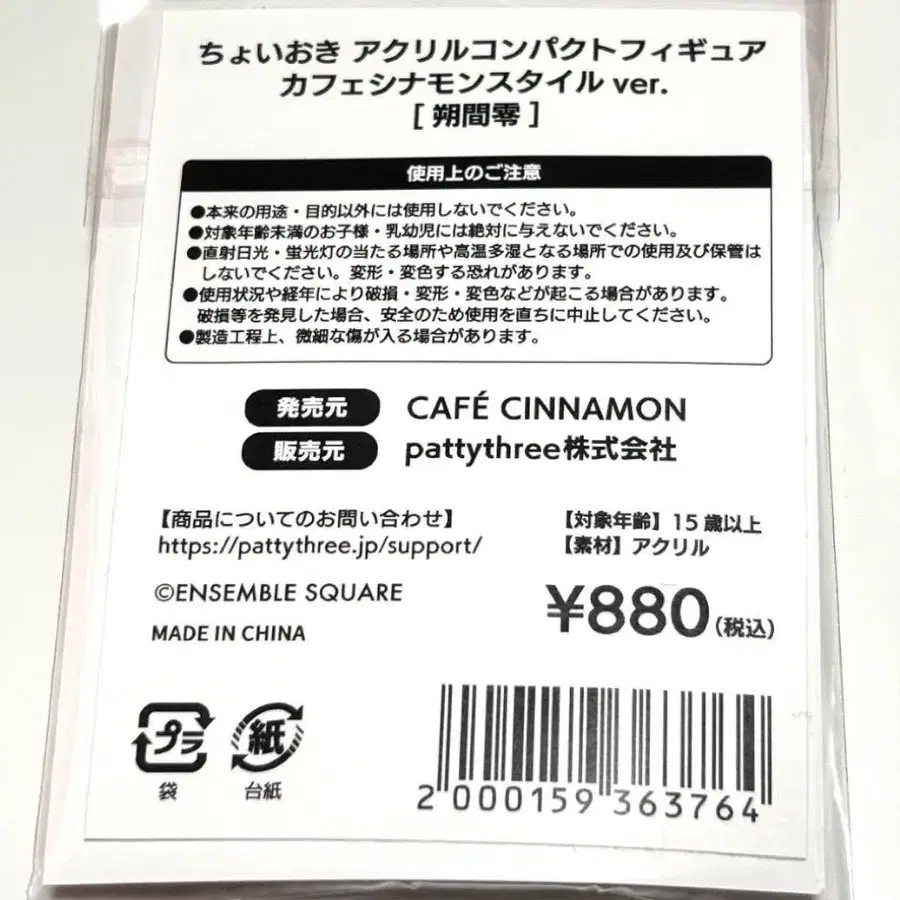 ちょいおき アクリルコンパクトフィギュア
カフェシナモンスタイル ver.
[ 朔間零 ]
使用上のご注意
●本来の用途・目的以外には使用しないでください。
●対象年齢未満のお子様・乳幼児には絶対に与えないでください。
●直射日光・蛍光灯の当たる場所や高温多湿となる場所での使用及び保管は
しないでください。変形・変色する恐れがあります。
●使用状況や経年により破損・変形・変色などが起こる場合があります。
破損等を発見した場合、安全のため使用を直ちに中止してください。
●製造工程上、微細な傷が入る場合があります。
発売元 CAFÉ CINNAMON
販売元 pattythree株式会社
【商品についてのお問い合わせ】
https://pattythree.jp/support/
【対象年齢】15歳以上
【素材】アクリル
©ENSEMBLE SQUARE
MADE IN CHINA
¥880(税込)
プラ
袋
紙
台紙
2 000159 363764